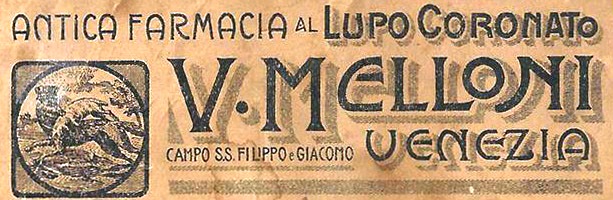 ANTICA FARMACIA AL LUPO CORONATO
V. MELLONI
CAMPO S.S. FILIPPO e GIACOMO VENEZIA